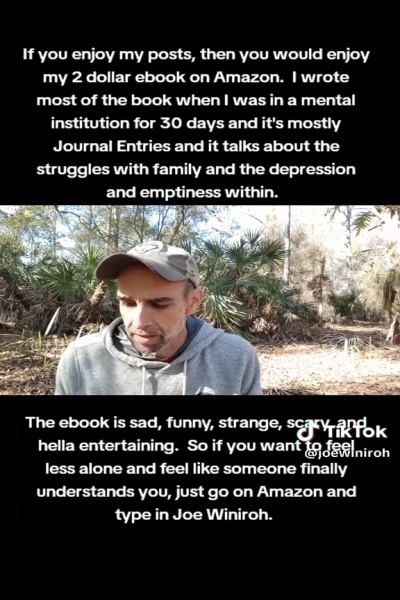 If you enjoy my posts, then you would enjoy
my 2 dollar ebook on Amazon.  I wrote
most of the book when I was in a mental
institution for 30 days and it's mostly
Journal Entries and it talks about the
struggles with family and the depression
and emptiness within.
The ebook is sad, funny, strange, scary, and
hella entertaining.  So if you want to feel
less alone and feel like someone finally
understands you, just go on Amazon and
type in Joe Winiroh.
TikTok
@joewiniroh